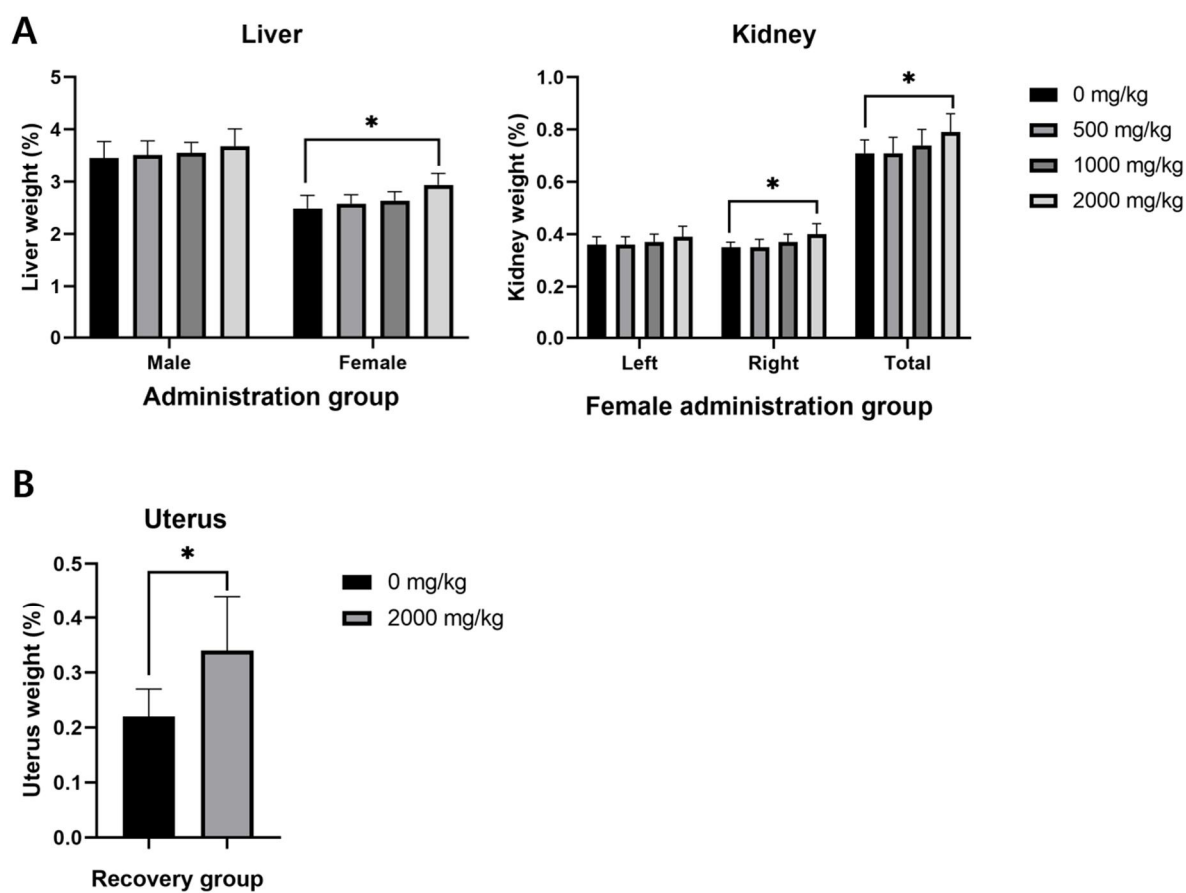 A
Liver
Liver weight (%)
5
4
3
2
1
0
*
Male
Female
Administration group
Kidney
Kidney weight (%)
1.0
0.8
0.6
0.4
0.2
0.0
*
*
Left
Right
Total
Female administration group
0 mg/kg
500 mg/kg
1000 mg/kg
2000 mg/kg
B
Uterus
Uterus weight (%)
0.5
0.4
0.3
0.2
0.1
0.0
*
Recovery group
0 mg/kg
2000 mg/kg